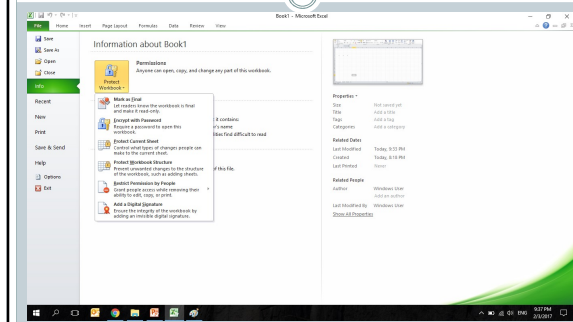 Book1 - Microsoft Excel
File Home Insert Page Layout Formulas Data Review View
Save
Save As
Open
Close
Info
Recent
New
Print
Save & Send
Help
Options
Exit
Information about Book1
Permissions
Anyone can open, copy, and change any part of this workbook.
Protect
Workbook
Mark as Final
Let readers know the workbook is final
and make it read-only.
Encrypt with Password
Require a password to open this
workbook.
Protect Current Sheet
Control what types of changes people can
make to the current sheet.
Protect Workbook Structure
Prevent unwanted changes to the structure
of the workbook, such as adding sheets.
Restrict Permission by People
Grant people access while removing their
ability to edit, copy, or print.
Add a Digital Signature
Ensure the integrity of the workbook by
adding an invisible digital signature.
it contains:
r's name
ilities find difficult to read
of this file.
Properties
Size Not saved yet
Title Add a title
Tags Add a tag
Categories Add a category
Related Dates
Last Modified Today, 9:33 PM
Created Today, 8:18 PM
Last Printed Never
Related People
Author Windows User
Add an author
Last Modified By Windows User
Show All Properties
ENG
9:37 PM
2/3/2017